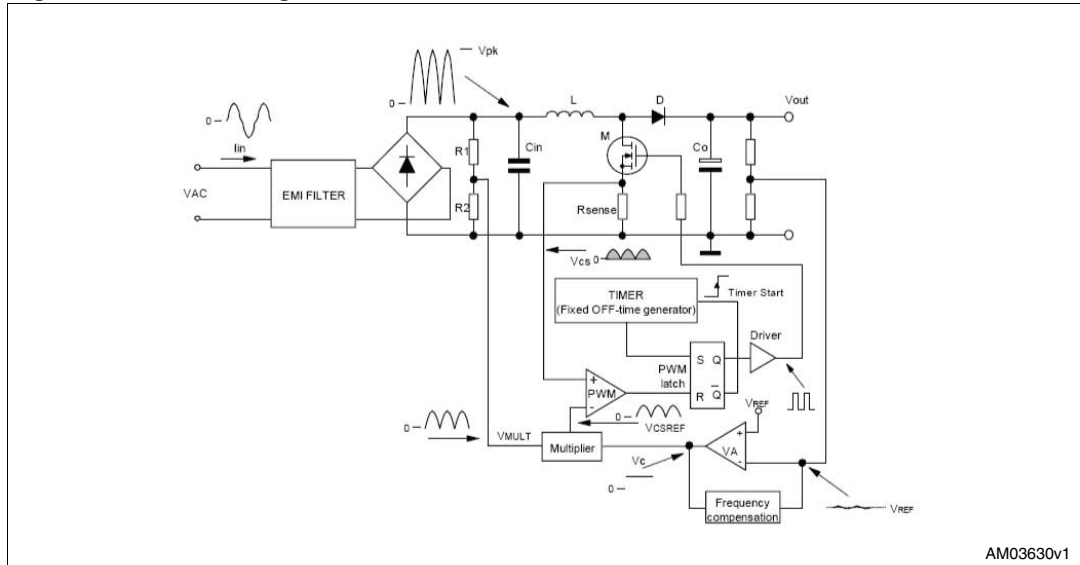 Vpk
0
L
D
Vout
0
M
R1
Cin
Co
Iin
VAC
EMI FILTER
R2
Rsense
Vcs 0
TIMER
(Fixed OFF-time generator)
Timer Start
Driver
S Q
PWM
latch
R Q
+
PWM
-
0
VCSREF
VREF
0
VMULT
Multiplier
+
VA
-
Vc
0
Frequency
compensation
VREF
AM03630v1